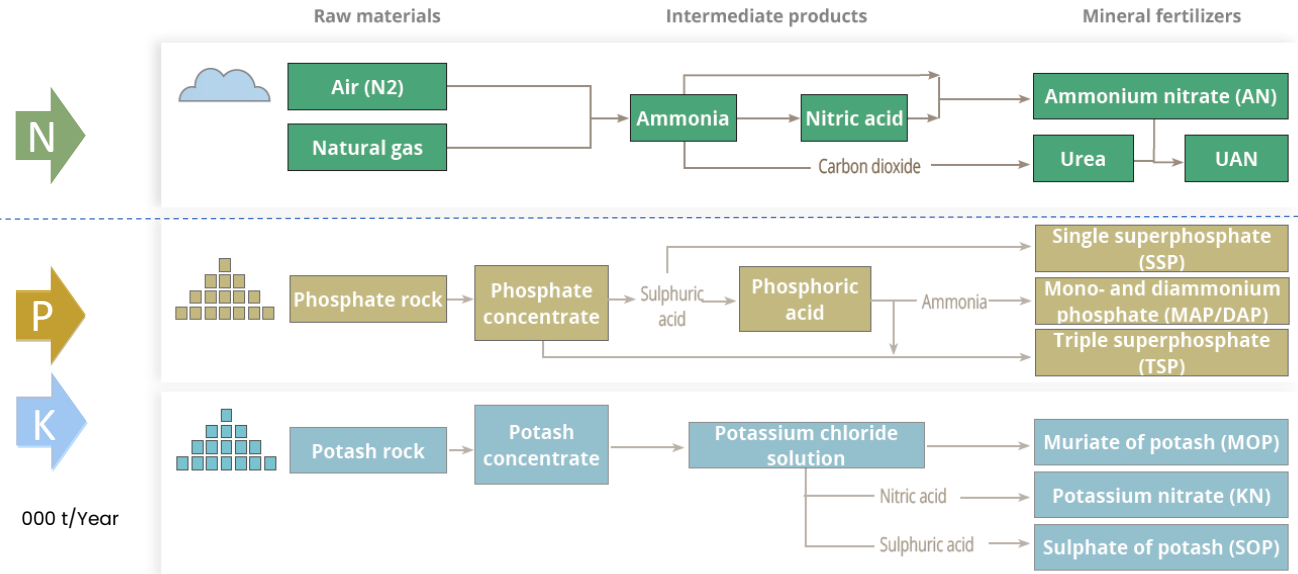 Raw materials
Intermediate products
Mineral fertilizers
N
Air (N2)
Natural gas
Ammonia
Nitric acid
Carbon dioxide
Ammonium nitrate (AN)
Urea
UAN
P
Phosphate rock
Phosphate
concentrate
Sulphuric
acid
Phosphoric
acid
Ammonia
Single superphosphate
(SSP)
Mono- and diammonium
phosphate (MAP/DAP)
Triple superphosphate
(TSP)
K
Potash rock
Potash
concentrate
Potassium chloride
solution
Nitric acid
Sulphuric acid
Muriate of potash (MOP)
Potassium nitrate (KN)
Sulphate of potash (SOP)
000 t/Year